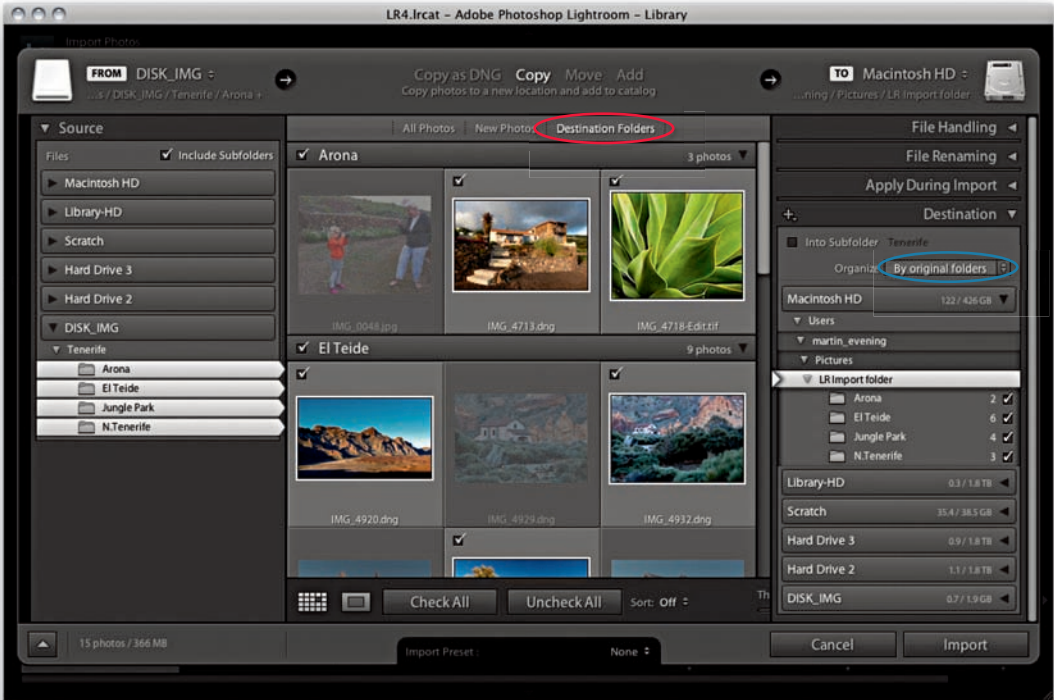 LR4.lrcat – Adobe Photoshop Lightroom – Library
Import Photos
FROM DISK_IMG
...s / DISK_IMG / Tenerife / Arona +
Copy as DNG Copy Move Add
Copy photos to a new location and add to catalog
TO Macintosh HD
...ning / Pictures / LR Import folder
Source
Files Include Subfolders
Macintosh HD
Library-HD
Scratch
Hard Drive 3
Hard Drive 2
DISK_IMG
Tenerife
Arona
El Teide
Jungle Park
N.Tenerife
15 photos / 366 MB
All Photos New Photos Destination Folders
Arona 3 photos
IMG_0048.jpg IMG_4713.dng IMG_4718-Edit.tif
El Teide 9 photos
IMG_4920.dng IMG_4929.dng IMG_4932.dng
Check All Uncheck All Sort: Off Th
Import Preset : None
File Handling
File Renaming
Apply During Import
Destination
Into Subfolder Tenerife
Organize By original folders
Macintosh HD 122 / 426 GB
Users
martin_evening
Pictures
LR Import folder
Arona 2
El Teide 6
Jungle Park 4
N.Tenerife 3
Library-HD 0.3 / 1.8 TB
Scratch 35.4 / 38.5 GB
Hard Drive 3 0.9 / 1.8 TB
Hard Drive 2 1.1 / 1.8 TB
DISK_IMG 0.7 / 1.9 GB
Cancel Import